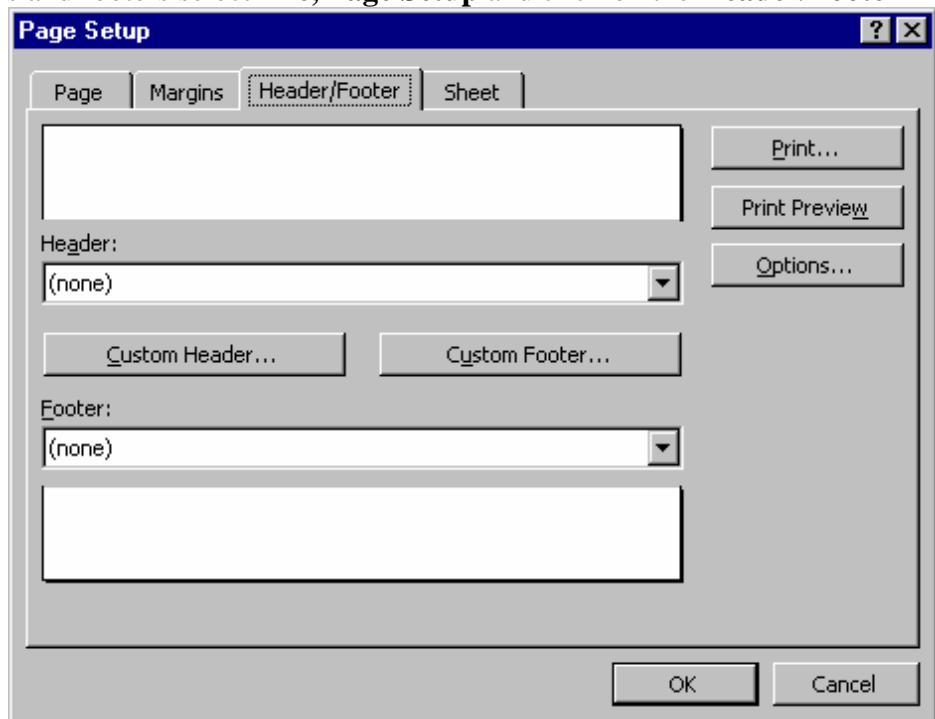 Page Setup
Page Margins Header/Footer Sheet
Print...
Print Preview
Header:
Options...
(none)
Custom Header... Custom Footer...
Footer:
(none)
OK Cancel